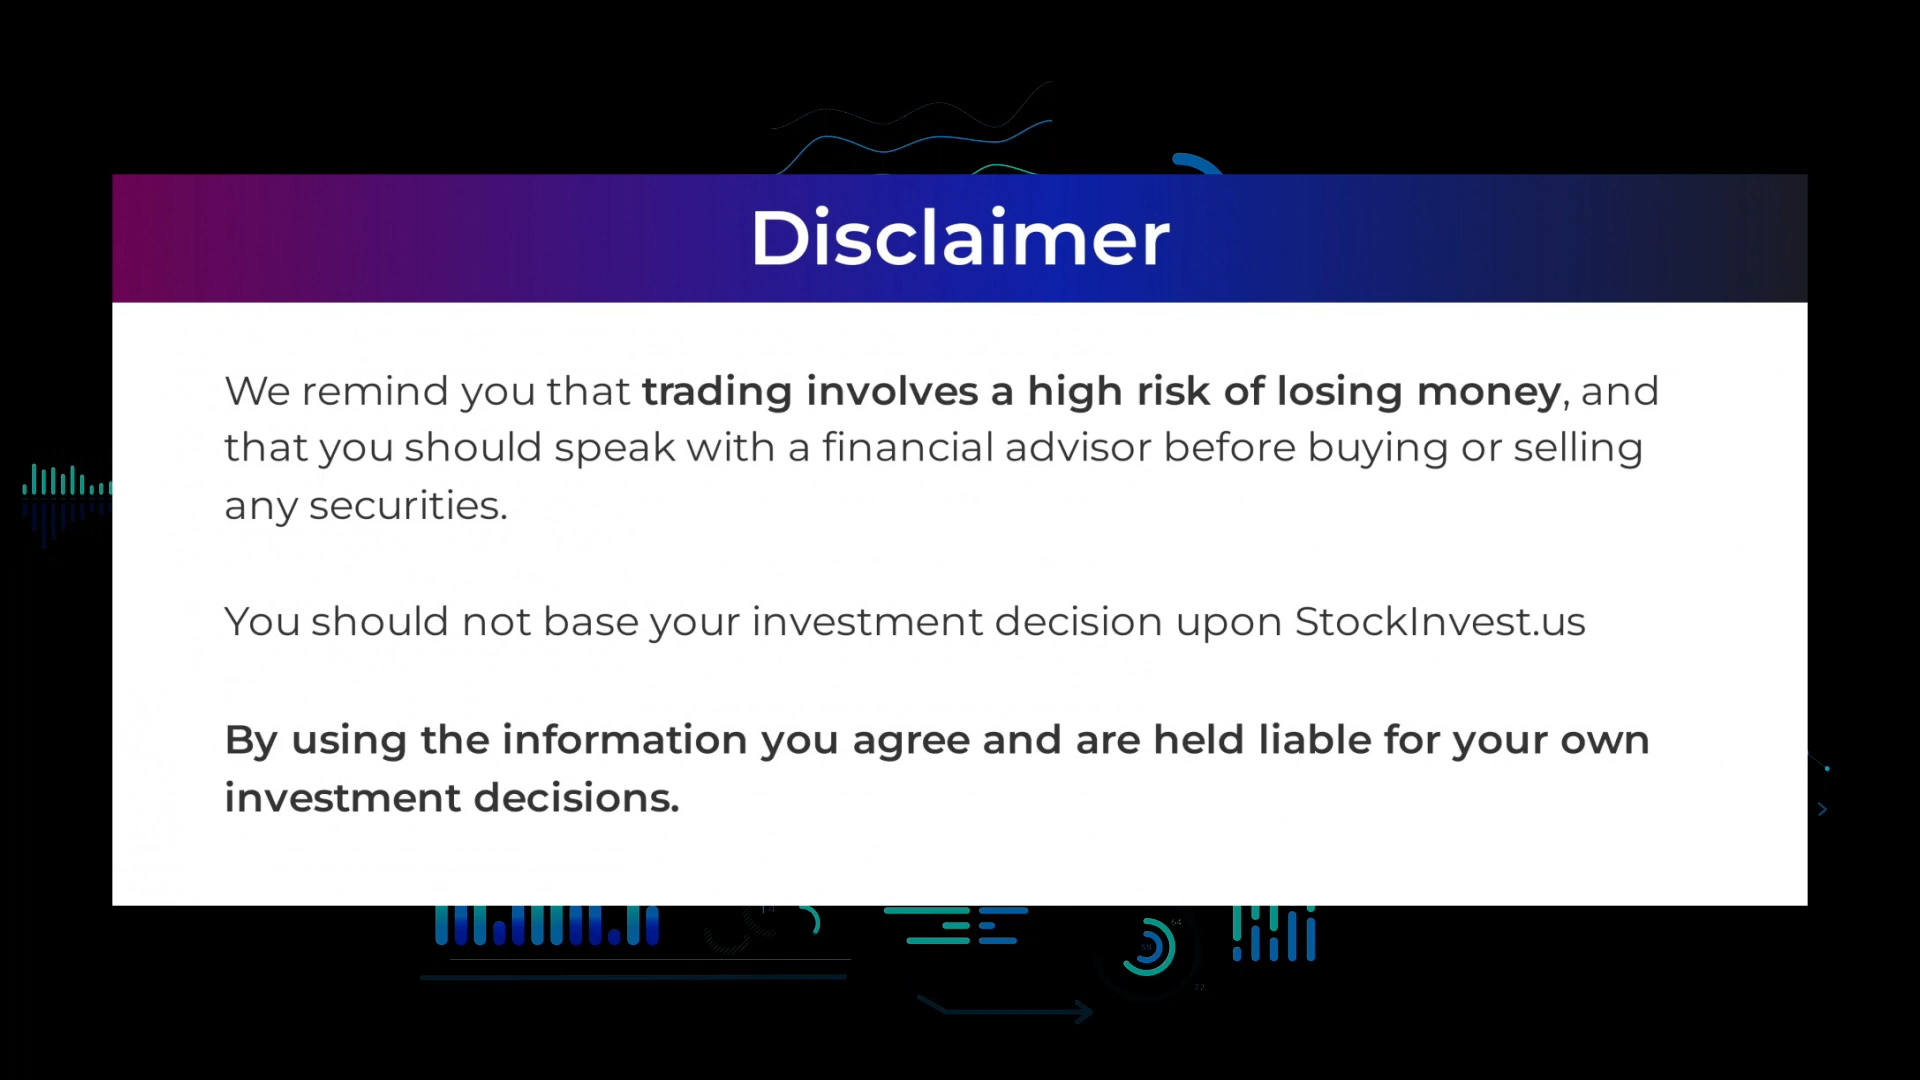 Disclaimer
We remind you that trading involves a high risk of losing money, and
that you should speak with a financial advisor before buying or selling
any securities.
You should not base your investment decision upon StockInvest.us
By using the information you agree and are held liable for your own
investment decisions.
64